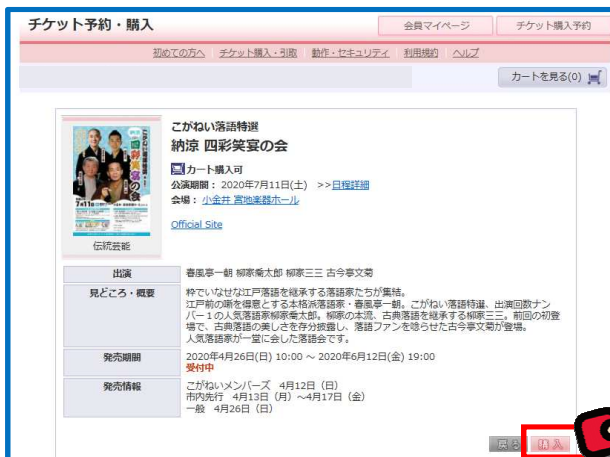 チケット予約・購入
会員マイページ
チケット購入予約
初めての方へ チケット購入・引取 動作・セキュリティ 利用規約 ヘルプ
カートを見る(0)
こがねい落語特選
納涼 四彩笑宴の会
カート購入可
公演期間： 2020年7月11日(土) >>日程詳細
会場： 小金井 宮地楽器ホール
Official Site
伝統芸能
出演 春風亭一朝 柳家喬太郎 柳家三三 古今亭文菊
見どころ・概要 粋でいなせな江戸落語を継承する落語家たちが集結。
江戸前の噺を得意とする本格派落語家・春風亭一朝。こがねい落語特選、出演回数ナン
バー１の人気落語家柳家喬太郎。柳家の本流、古典落語を継承する柳家三三。前回の初登
場で、古典落語の美しさを存分披露し、落語ファンを唸らせた古今亭文菊が登場。
人気落語家が一堂に会した落語会です。
発売期間 2020年4月26日(日) 10:00 ～ 2020年6月12日(金) 19:00
受付中
発売情報 こがねいメンバーズ 4月12日（日）
市内先行 4月13日（月）～4月17日（金）
一般 4月26日（日）
戻る 購入